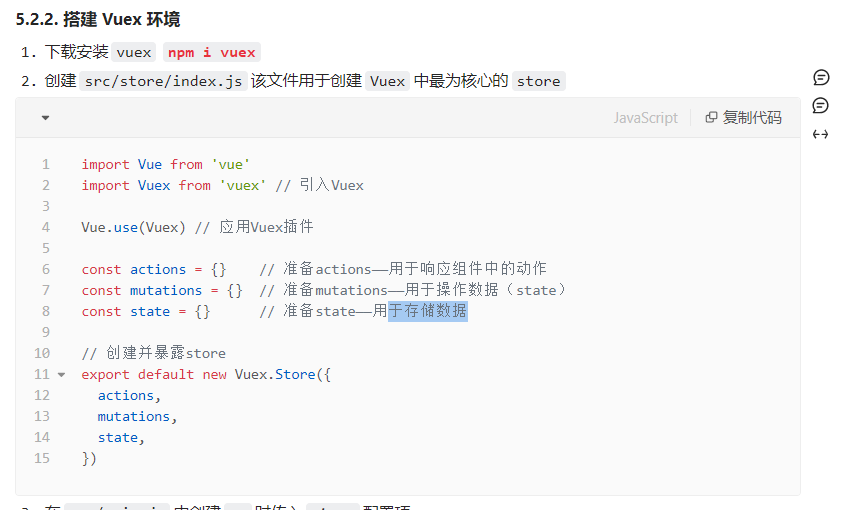 5.2.2. 搭建 Vuex 环境
1. 下载安装 vuex npm i vuex
2. 创建 src/store/index.js 该文件用于创建 Vuex 中最为核心的 store
JavaScript 复制代码
1 import Vue from 'vue'
2 import Vuex from 'vuex' // 引入Vuex
3
4 Vue.use(Vuex) // 应用Vuex插件
5
6 const actions = {} // 准备actions——用于响应组件中的动作
7 const mutations = {} // 准备mutations——用于操作数据（state）
8 const state = {} // 准备state——用于存储数据
9
10 // 创建并暴露store
11 export default new Vuex.Store({
12 actions,
13 mutations,
14 state,
15 })